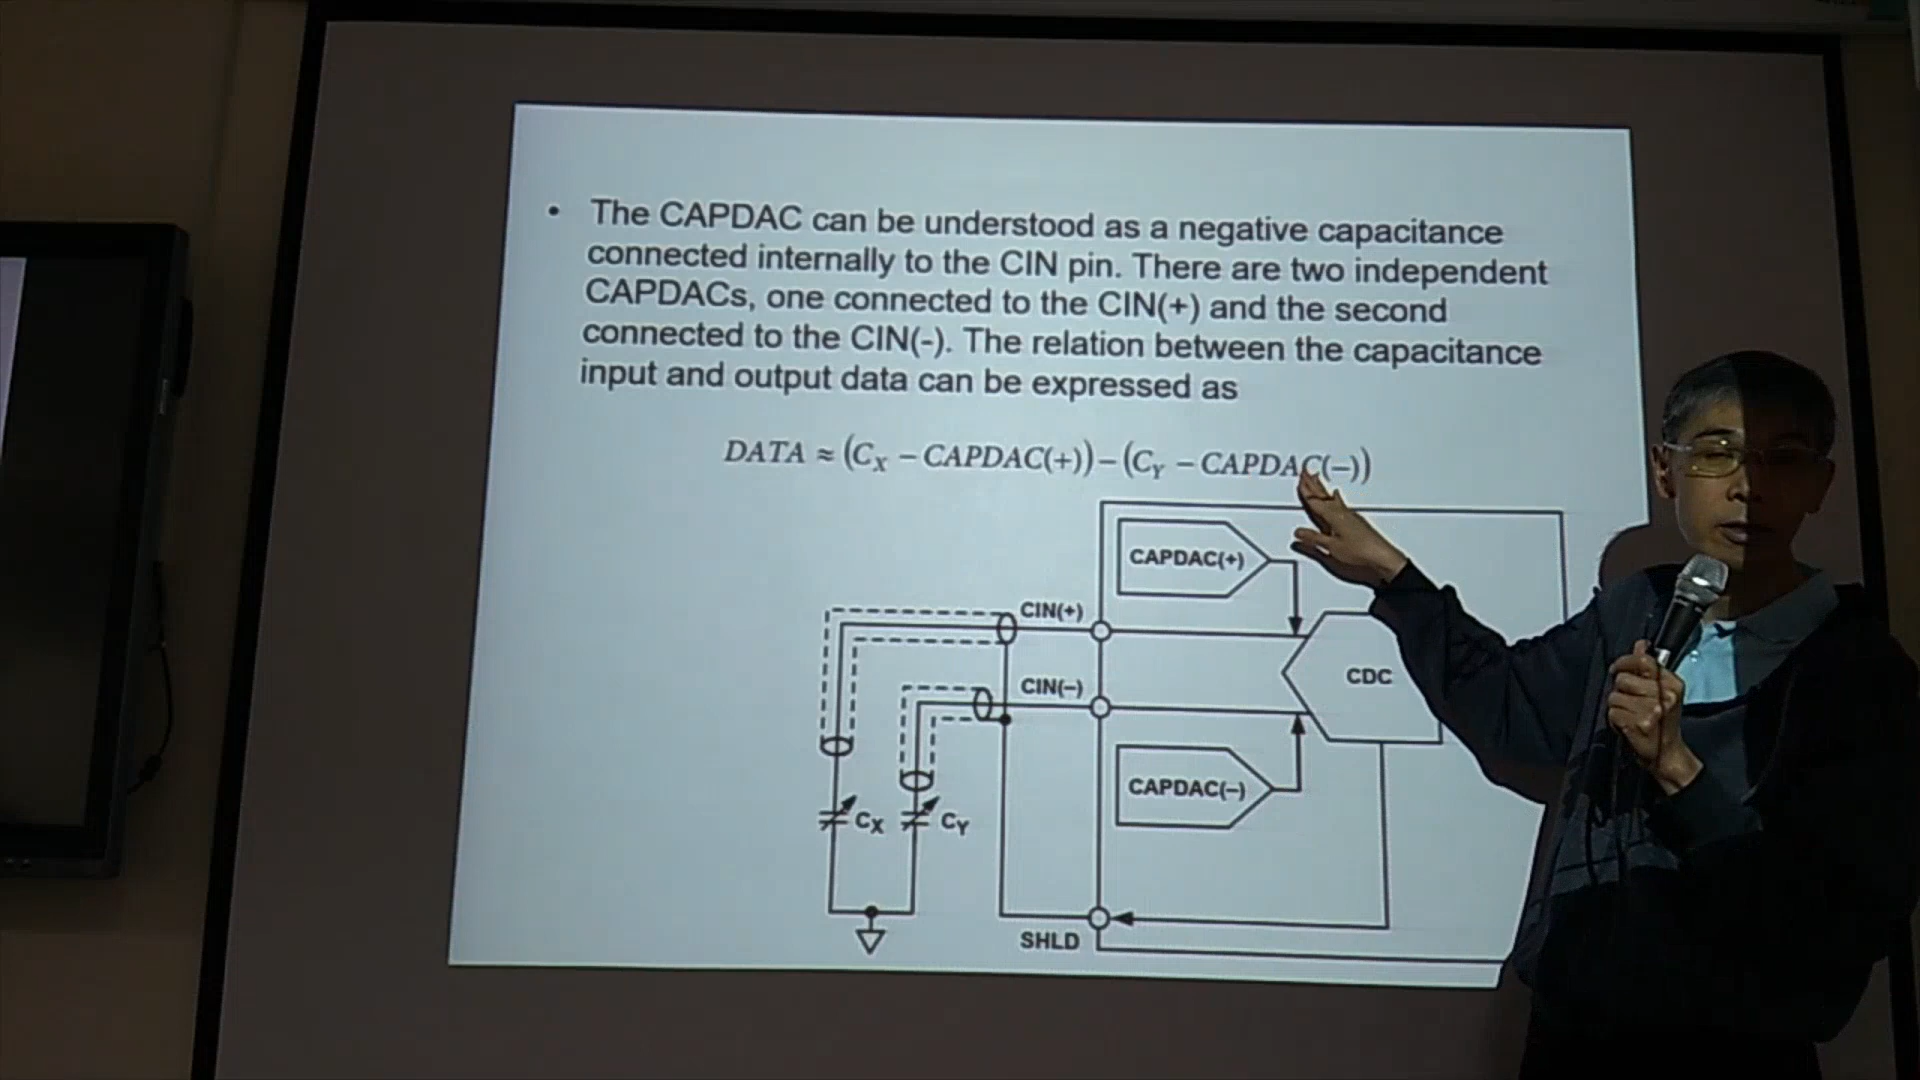 • The CAPDAC can be understood as a negative capacitance
connected internally to the CIN pin. There are two independent
CAPDACs, one connected to the CIN(+) and the second
connected to the CIN(-). The relation between the capacitance
input and output data can be expressed as
DATA ≈ (C_X − CAPDAC(+)) − (C_Y − CAPDAC(−))
CAPDAC(+)
CIN(+)
CDC
CIN(−)
CAPDAC(−)
C_X C_Y
SHLD